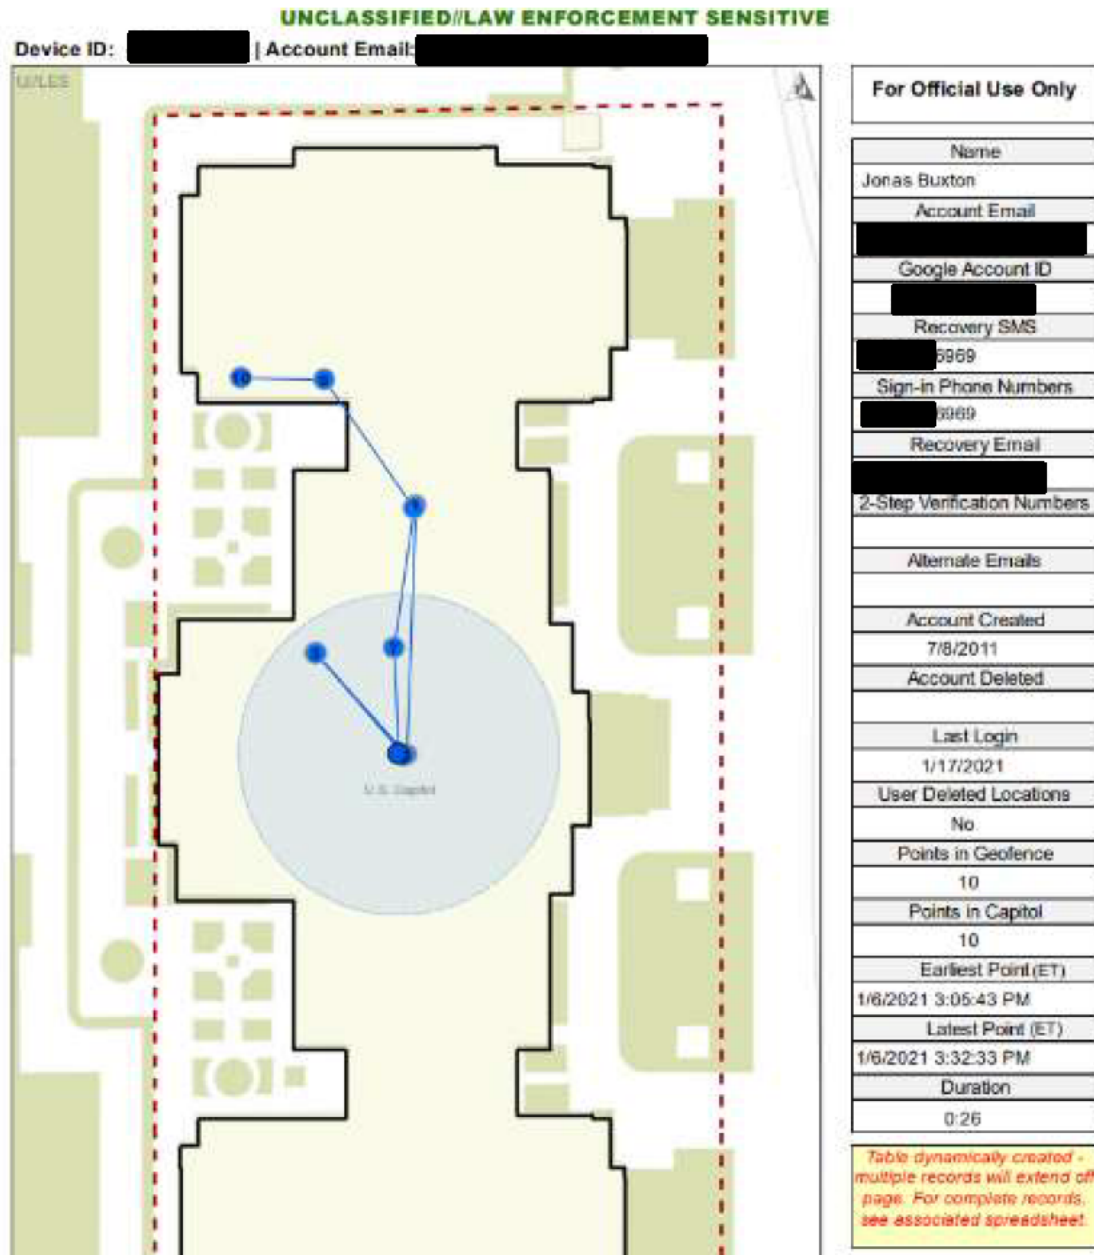 UNCLASSIFIED//LAW ENFORCEMENT SENSITIVE
Device ID: | Account Email:
U//LES
10
7
U.S. Capitol
For Official Use Only
Name
Jonas Buxton
Account Email
Google Account ID
Recovery SMS
6969
Sign-in Phone Numbers
6969
Recovery Email
2-Step Verification Numbers
Alternate Emails
Account Created
7/8/2011
Account Deleted
Last Login
1/17/2021
User Deleted Locations
No
Points in Geofence
10
Points in Capitol
10
Earliest Point (ET)
1/6/2021 3:05:43 PM
Latest Point (ET)
1/6/2021 3:32:33 PM
Duration
0:26
Table dynamically created -
multiple records will extend off
page. For complete records,
see associated spreadsheet.